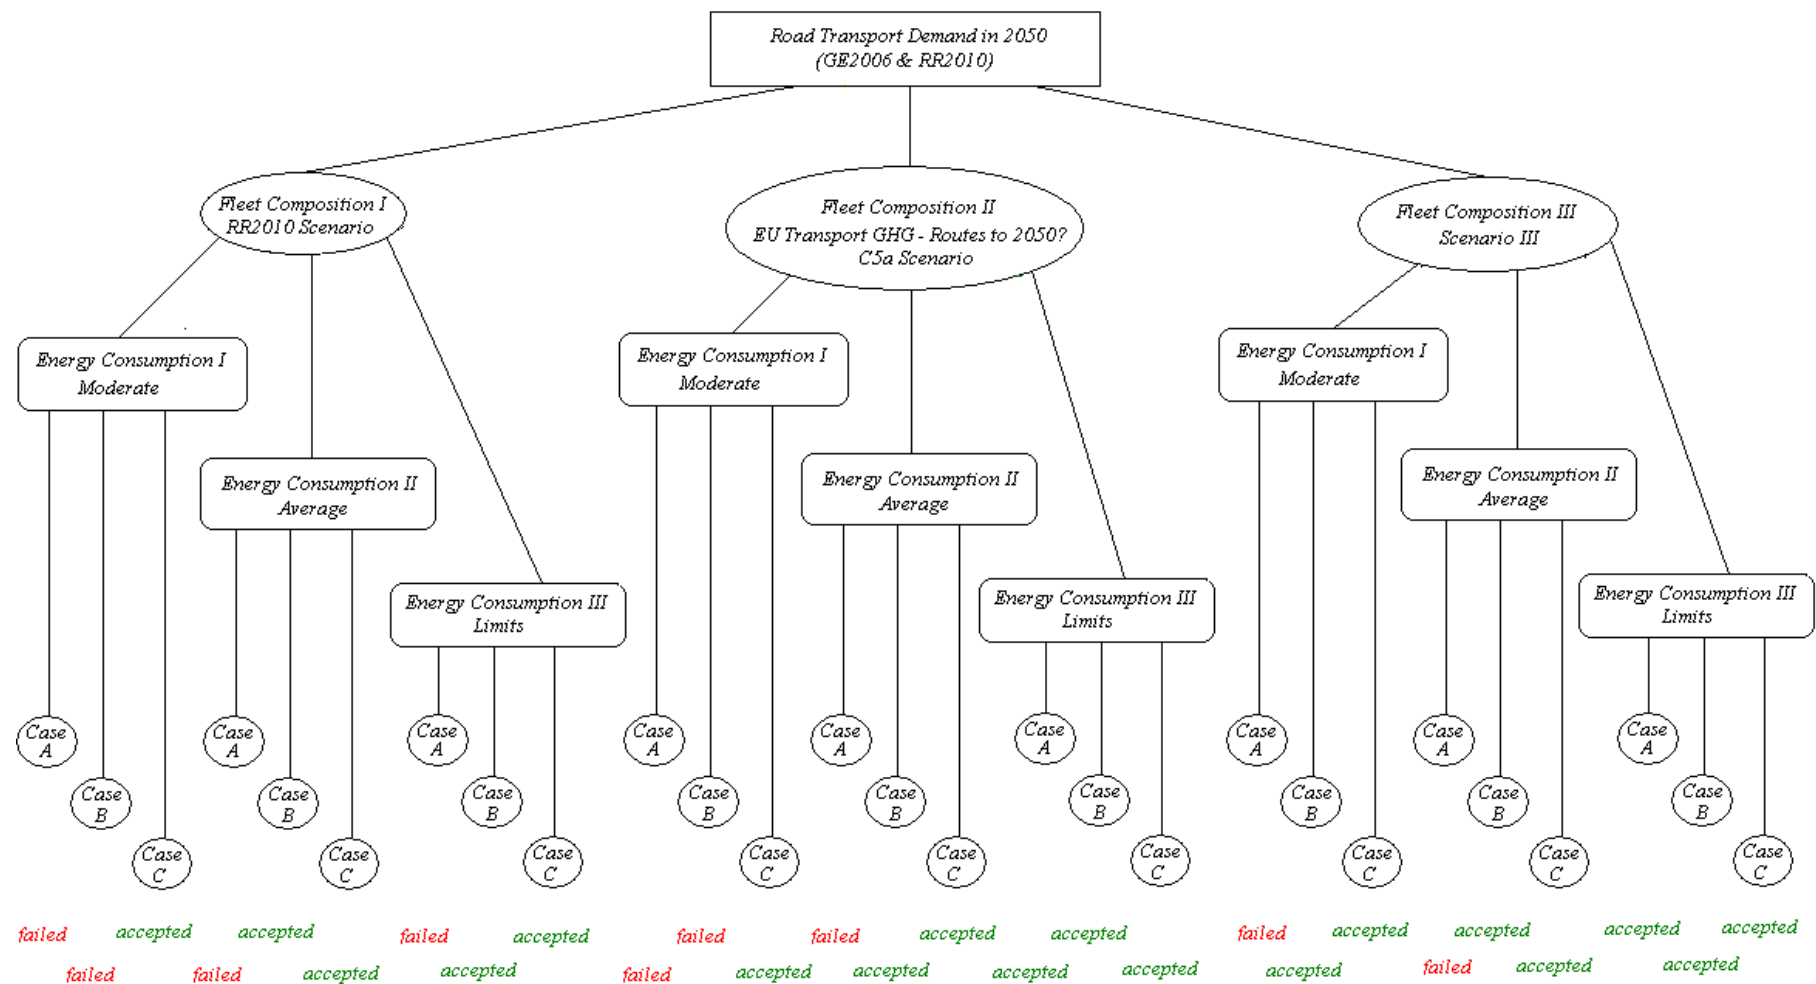 Road Transport Demand in 2050
(GE2006 & RR2010)
Fleet Composition I
RR2010 Scenario
Fleet Composition II
EU Transport GHG - Routes to 2050?
C5a Scenario
Fleet Composition III
Scenario III
Energy Consumption I
Moderate
Energy Consumption II
Average
Energy Consumption III
Limits
Energy Consumption I
Moderate
Energy Consumption II
Average
Energy Consumption III
Limits
Energy Consumption I
Moderate
Energy Consumption II
Average
Energy Consumption III
Limits
Case
A
Case
B
Case
C
Case
A
Case
B
Case
C
Case
A
Case
B
Case
C
Case
A
Case
B
Case
C
Case
A
Case
B
Case
C
Case
A
Case
B
Case
C
Case
A
Case
B
Case
C
Case
A
Case
B
Case
C
Case
A
Case
B
Case
C
failed accepted accepted failed accepted failed failed accepted accepted failed accepted accepted accepted accepted
failed failed accepted accepted failed accepted accepted accepted accepted accepted failed accepted accepted